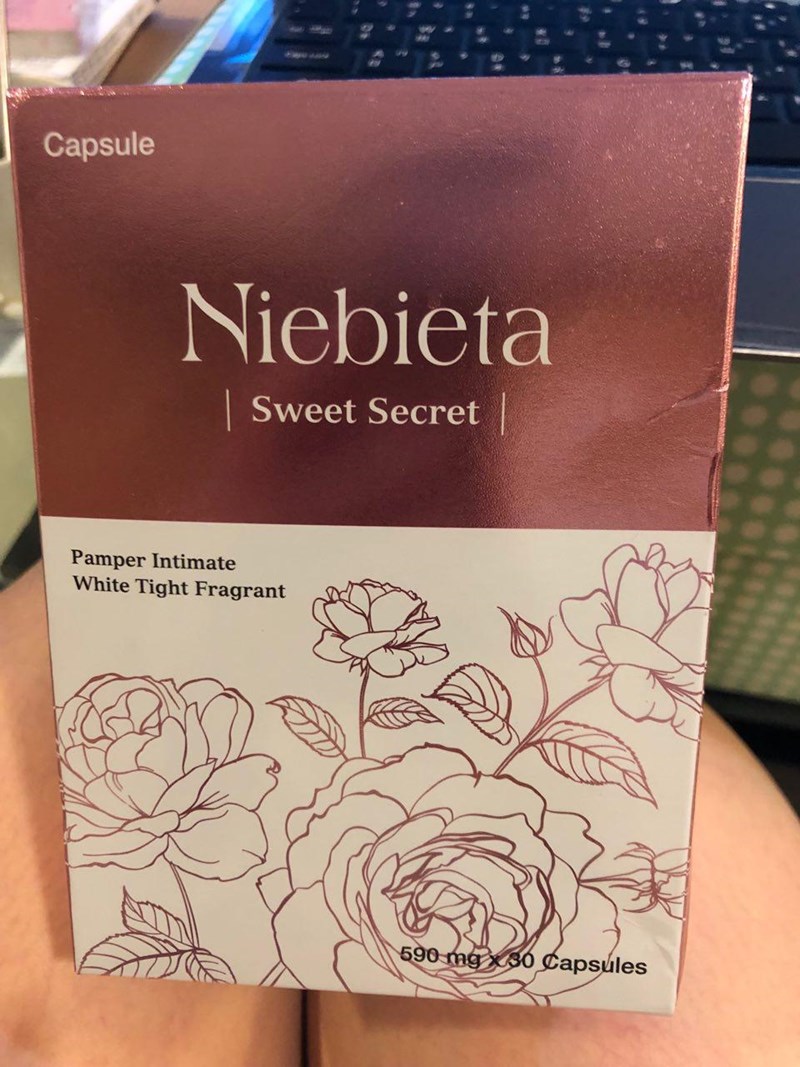 Capsule
Niebieta
| Sweet Secret |
Pamper Intimate
White Tight Fragrant
590 mg x 30 Capsules